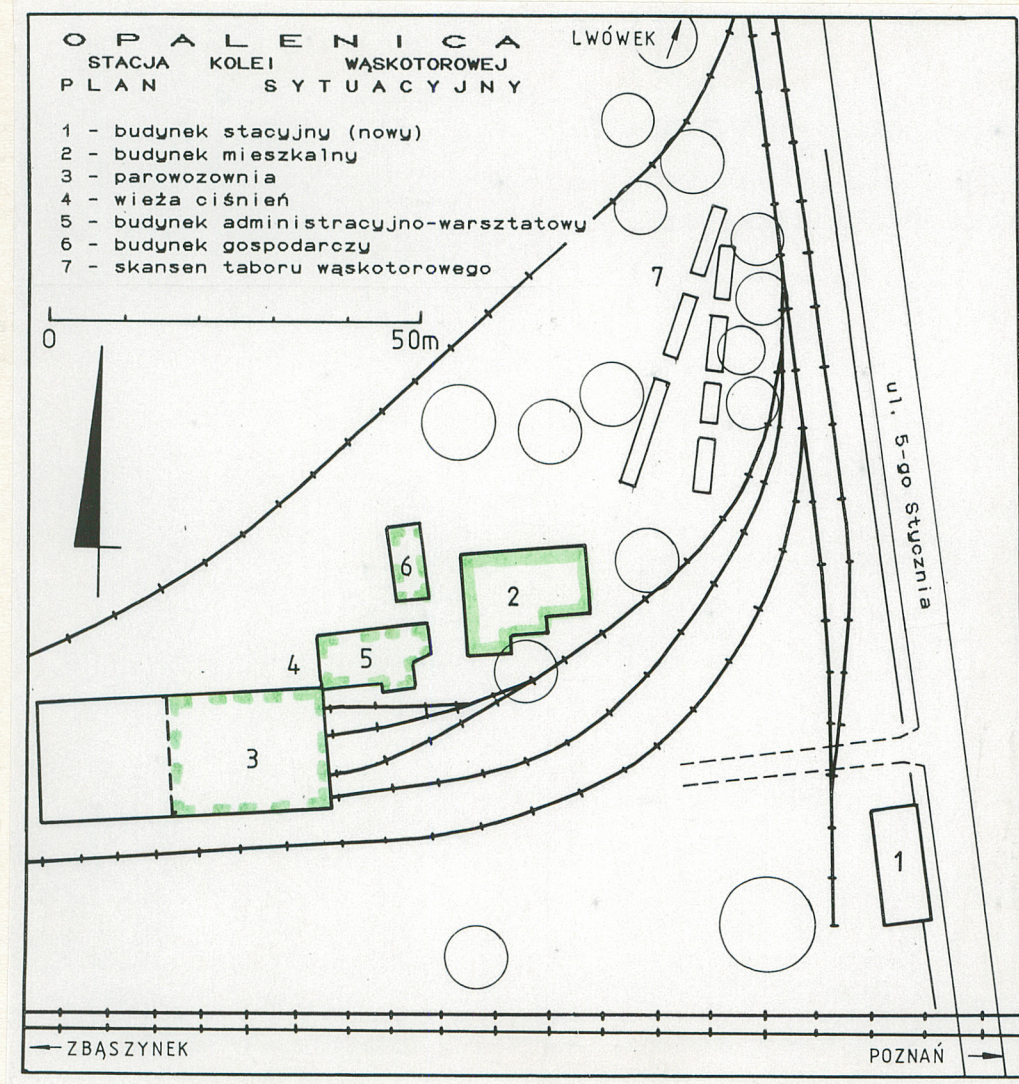 OPALENICA
STACJA KOLEI WĄSKOTOROWEJ
PLAN SYTUACYJNY
1 - budynek stacyjny (nowy)
2 - budynek mieszkalny
3 - parowozownia
4 - wieża ciśnień
5 - budynek administracyjno-warsztatowy
6 - budynek gospodarczy
7 - skansen taboru wąskotorowego
LWÓWEK
0 50m
7
ul. 5-go Stycznia
6
2
4
5
3
1
ZBĄSZYNEK
POZNAŃ